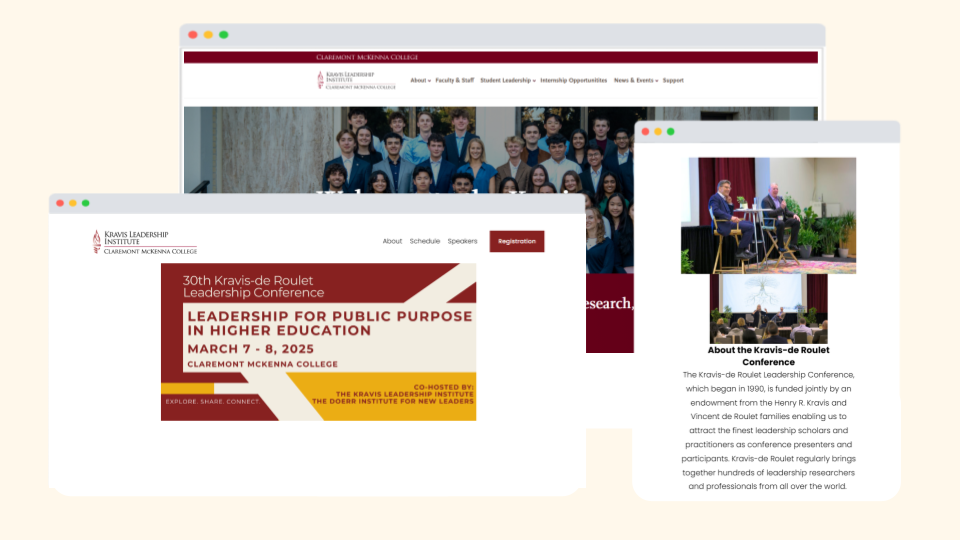 CLAREMONT MCKENNA COLLEGE
KRAVIS LEADERSHIP
INSTITUTE
CLAREMONT MCKENNA COLLEGE
About Faculty & Staff Student Leadership Internship Opportunitites News & Events Support
esearch,
KRAVIS LEADERSHIP
INSTITUTE
CLAREMONT MCKENNA COLLEGE
About Schedule Speakers Registration
30th Kravis-de Roulet
Leadership Conference
LEADERSHIP FOR PUBLIC PURPOSE
IN HIGHER EDUCATION
MARCH 7 - 8, 2025
CLAREMONT MCKENNA COLLEGE
CO-HOSTED BY:
THE KRAVIS LEADERSHIP INSTITUTE
THE DOERR INSTITUTE FOR NEW LEADERS
EXPLORE. SHARE. CONNECT.
About the Kravis-de Roulet
Conference
The Kravis-de Roulet Leadership Conference,
which began in 1990, is funded jointly by an
endowment from the Henry R. Kravis and
Vincent de Roulet families enabling us to
attract the finest leadership scholars and
practitioners as conference presenters and
participants. Kravis-de Roulet regularly brings
together hundreds of leadership researchers
and professionals from all over the world.